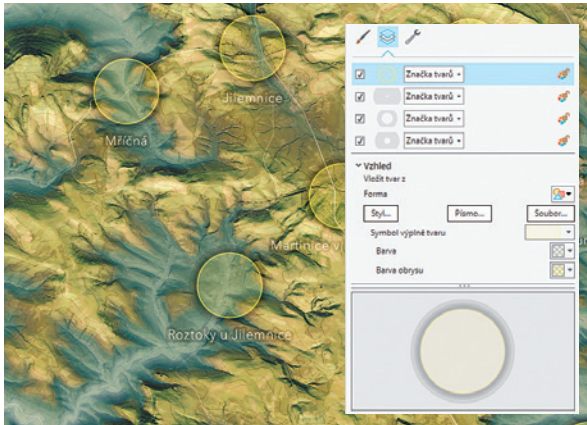 Jilemnice
Mříčná
Martinice v
Roztoky u Jilemnice
Značka tvarů
Značka tvarů
Značka tvarů
Značka tvarů
Vzhled
Vložit tvar z
Forma
Styl...
Písmo...
Soubor...
Symbol výplně tvaru
Barva
Barva obrysu